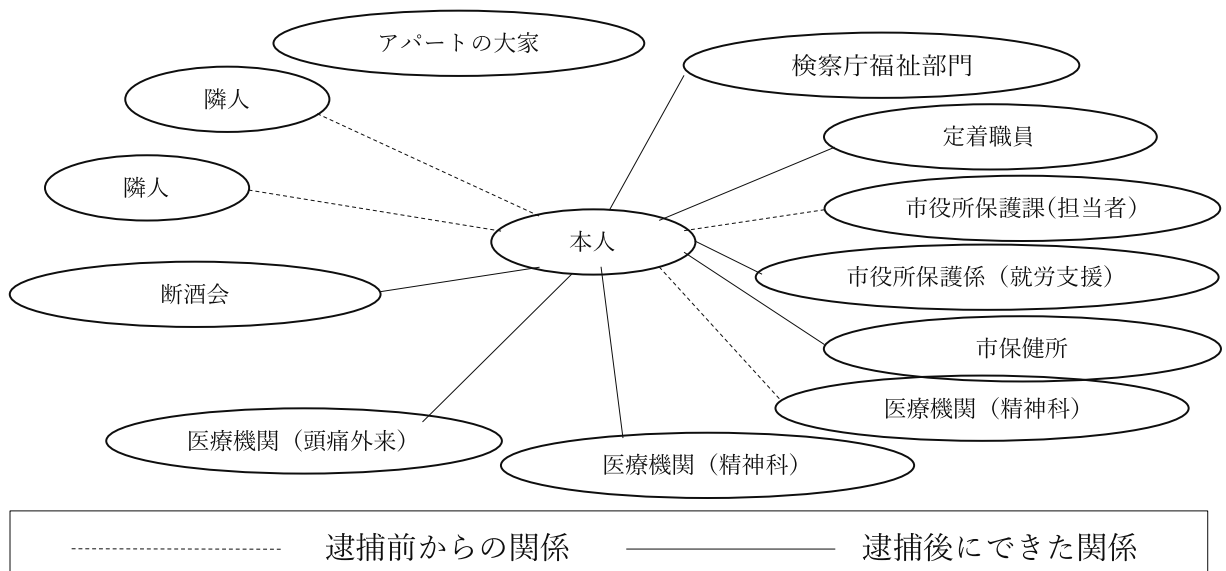 アパートの大家
検察庁福祉部門
隣人
定着職員
隣人
市役所保護課(担当者)
本人
市役所保護係（就労支援）
断酒会
市保健所
医療機関（精神科）
医療機関（頭痛外来）
医療機関（精神科）
逮捕前からの関係
逮捕後にできた関係